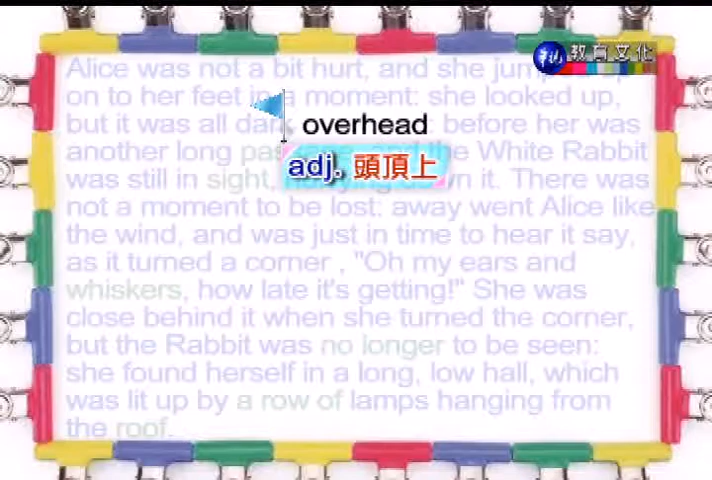 華視 教育文化
Alice was not a bit hurt, and she jum
on to her feet in a moment: she looked up,
but it was all dark overhead: before her was
adj. 頭頂上
another long pas the White Rabbit
was still in sight, it. There was
not a moment to be lost: away went Alice like
the wind, and was just in time to hear it say,
as it turned a corner , "Oh my ears and
whiskers, how late it's getting!" She was
close behind it when she turned the corner,
but the Rabbit was no longer to be seen:
she found herself in a long, low hall, which
was lit up by a row of lamps hanging from
the roof.